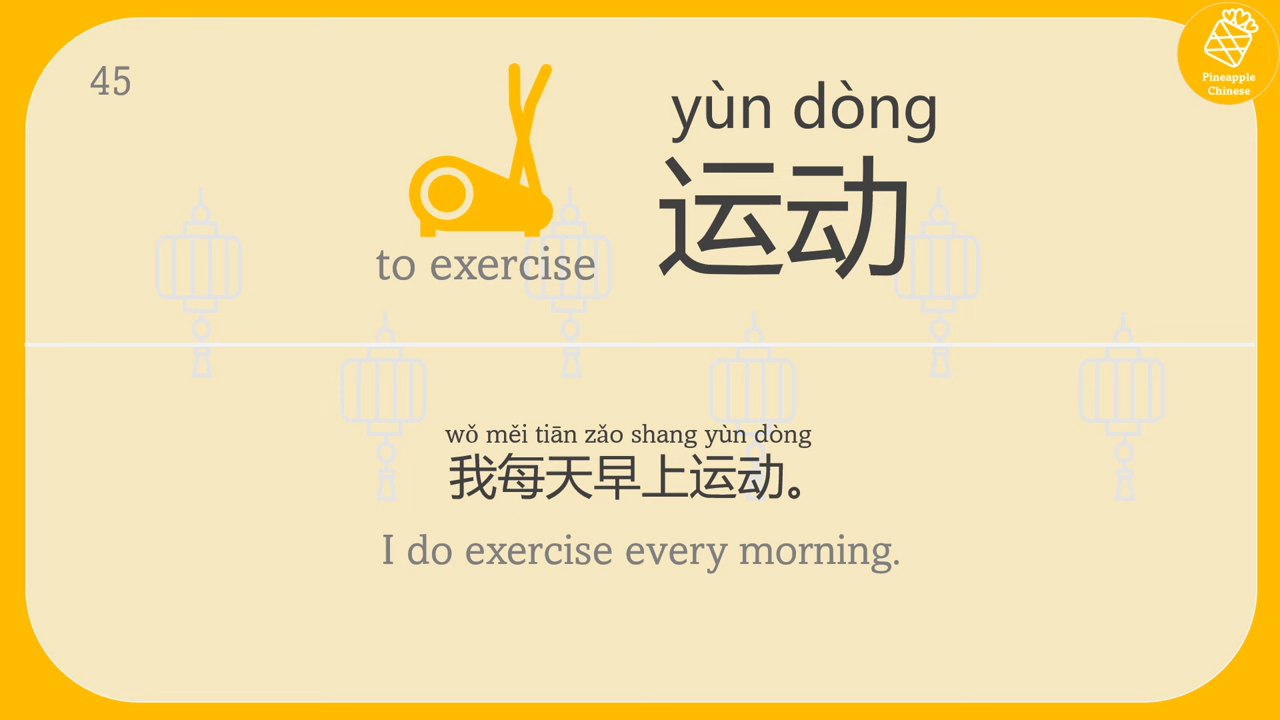 45
Pineapple
Chinese
yùn dòng
运动
to exercise
wǒ měi tiān zǎo shang yùn dòng
我每天早上运动。
I do exercise every morning.